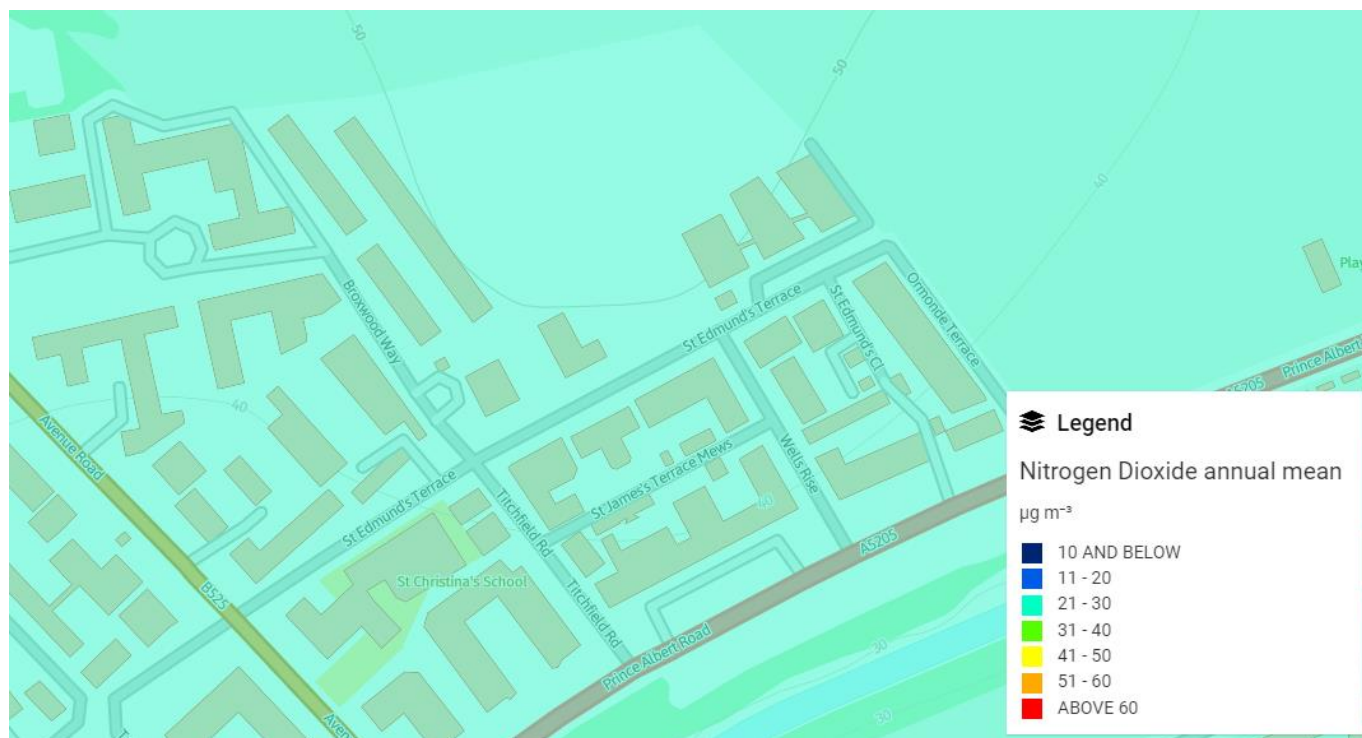 50
50
40
Play
Broxwood Way
St Edmund's Terrace
St Edmund's Cl
Ormonde Terrace
A5205
Prince Albert
40
Avenue Road
St Edmund's Terrace
Titchfield Rd
St James's Terrace Mews
Wells Rise
40
A5205
St Christina's School
B525
Titchfield Rd
Prince Albert Road
30
30
Aven
T
Legend
Nitrogen Dioxide annual mean
µg m⁻³
10 AND BELOW
11 - 20
21 - 30
31 - 40
41 - 50
51 - 60
ABOVE 60